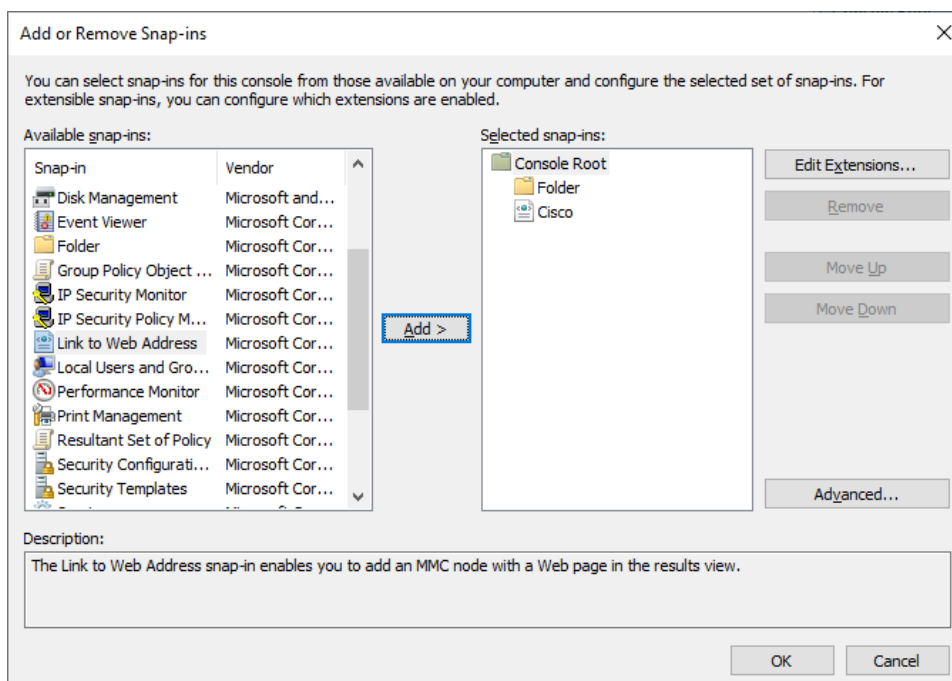 Add or Remove Snap-ins
You can select snap-ins for this console from those available on your computer and configure the selected set of snap-ins. For
extensible snap-ins, you can configure which extensions are enabled.
Available snap-ins:
Snap-in Vendor
Disk Management Microsoft and...
Event Viewer Microsoft Cor...
Folder Microsoft Cor...
Group Policy Object ... Microsoft Cor...
IP Security Monitor Microsoft Cor...
IP Security Policy M... Microsoft Cor...
Link to Web Address Microsoft Cor...
Local Users and Gro... Microsoft Cor...
Performance Monitor Microsoft Cor...
Print Management Microsoft Cor...
Resultant Set of Policy Microsoft Cor...
Security Configurati... Microsoft Cor...
Security Templates Microsoft Cor...
Add >
Selected snap-ins:
Console Root
Folder
Cisco
Edit Extensions...
Remove
Move Up
Move Down
Advanced...
Description:
The Link to Web Address snap-in enables you to add an MMC node with a Web page in the results view.
OK Cancel